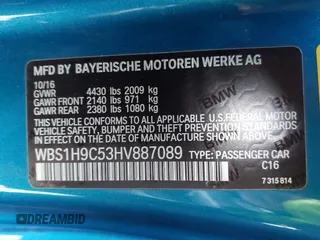 MFD BY BAYERISCHE MOTOREN WERKE AG
10/16
GVWR 4430 lbs 2009 kg
GAWR FRONT 2140 lbs 971 kg
GAWR REAR 2380 lbs 1080 kg
THIS VEHICLE CONFORMS TO ALL APPLICABLE
FEDERAL MOTOR VEHICLE SAFETY, BUMPER, AND
THEFT PREVENTION STANDARDS IN EFFECT ON
THE DATE OF MANUFACTURE SHOWN ABOVE.
WBS1H9C53HV887089 TYPE: PASSENGER CAR
C16
7 315 814
BMW
BMW
DREAMBID